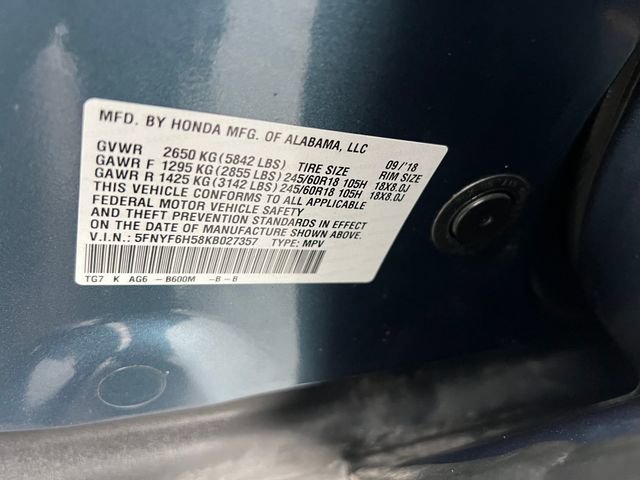 MFD. BY HONDA MFG. OF ALABAMA, LLC
GVWR 2650 KG (5842 LBS) TIRE SIZE 09/'18 RIM SIZE
GAWR F 1295 KG (2855 LBS) 245/60R18 105H 18X8.0J
GAWR R 1425 KG (3142 LBS) 245/60R18 105H 18X8.0J
THIS VEHICLE CONFORMS TO ALL APPLICABLE
FEDERAL MOTOR VEHICLE SAFETY
AND THEFT PREVENTION STANDARDS IN EFFECT
ON THE DATE OF MANUFACTURE SHOWN ABOVE.
V.I.N.: 5FNYF6H58KB027357 TYPE: MPV
TG7 K AG6 -B600M -B -B